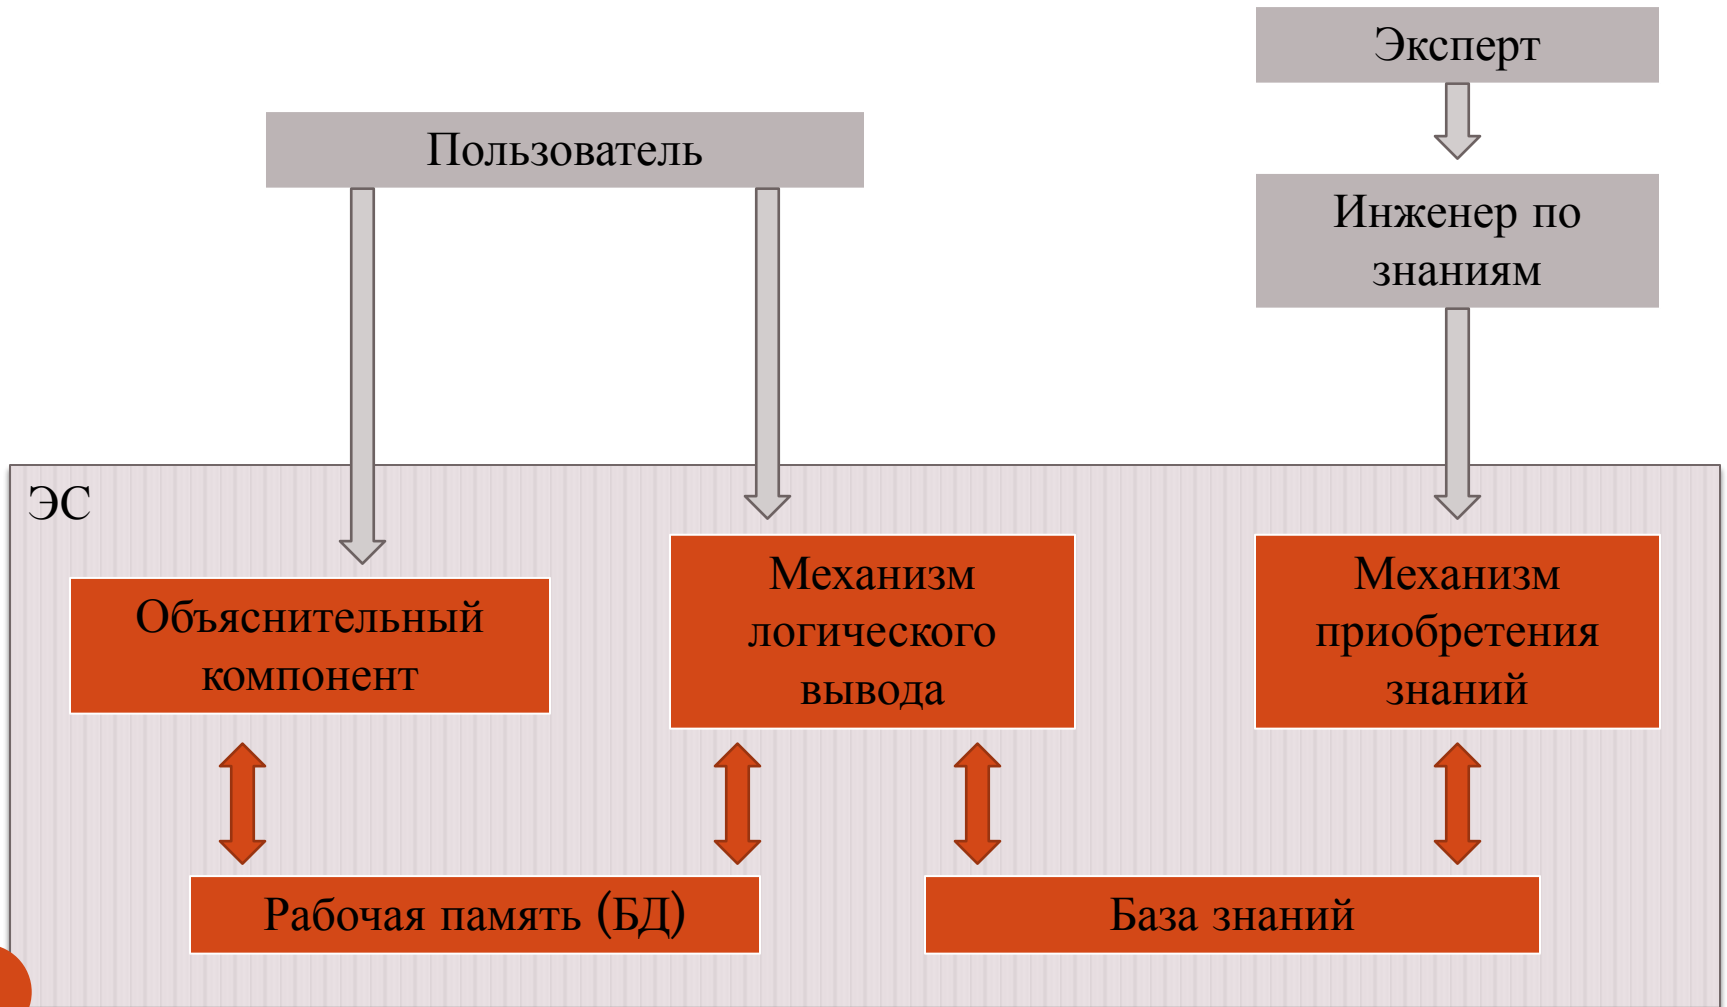 Эксперт
Пользователь
Инженер по
знаниям
ЭС
Объяснительный
компонент
Механизм
логического
вывода
Механизм
приобретения
знаний
Рабочая память (БД)
База знаний